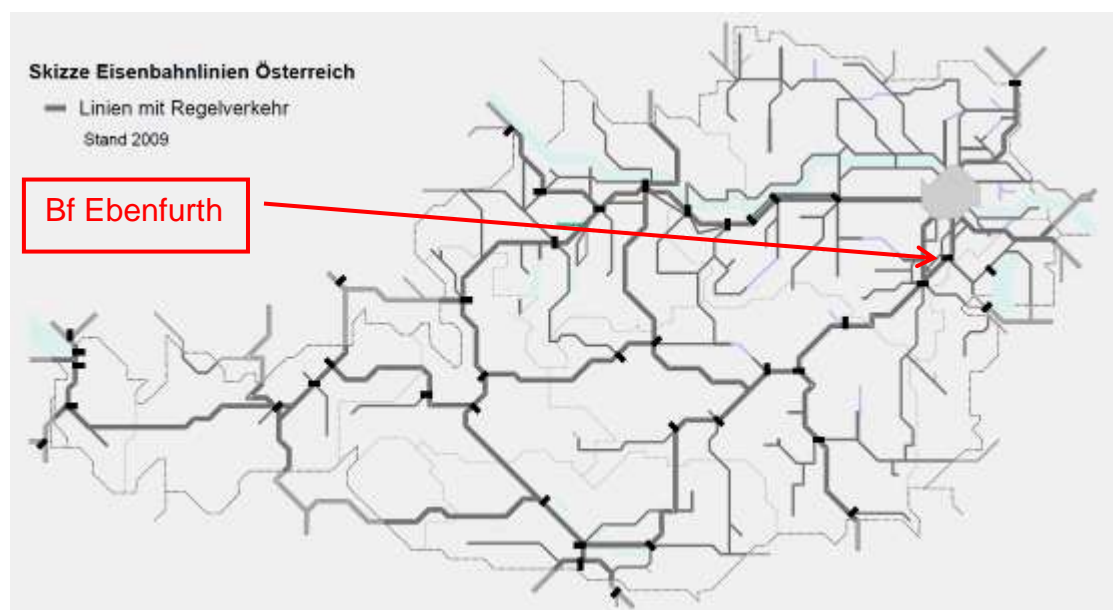 Skizze Eisenbahnlinien Österreich
Linien mit Regelverkehr
Stand 2009
Bf Ebenfurth